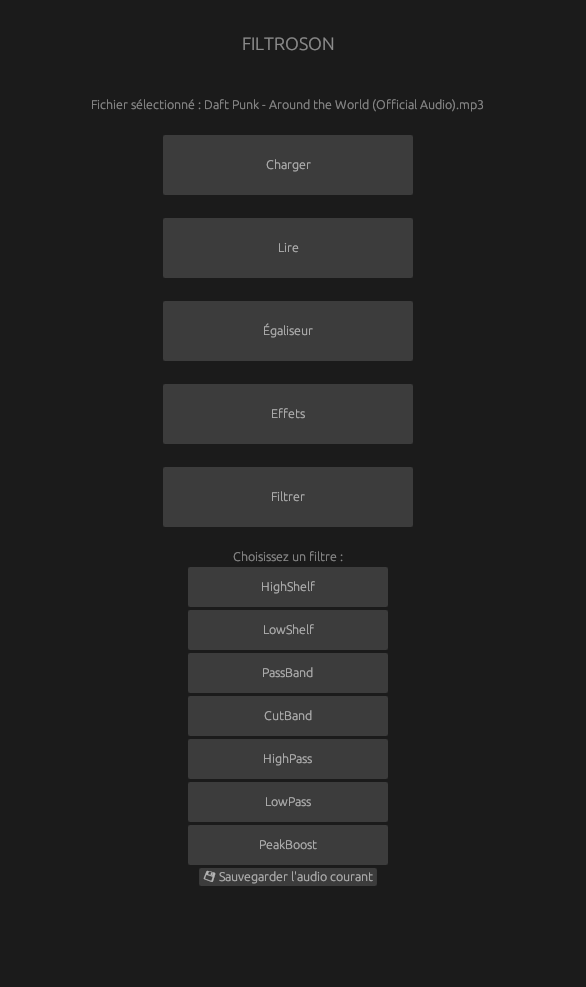 FILTROSON
Fichier sélectionné : Daft Punk - Around the World (Official Audio).mp3
Charger
Lire
Égaliseur
Effets
Filtrer
Choisissez un filtre :
HighShelf
LowShelf
PassBand
CutBand
HighPass
LowPass
PeakBoost
Sauvegarder l'audio courant